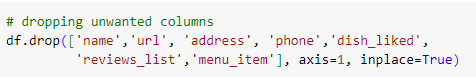 # dropping unwanted columns
df.drop(['name','url', 'address', 'phone','dish_liked',
'reviews_list','menu_item'], axis=1, inplace=True)